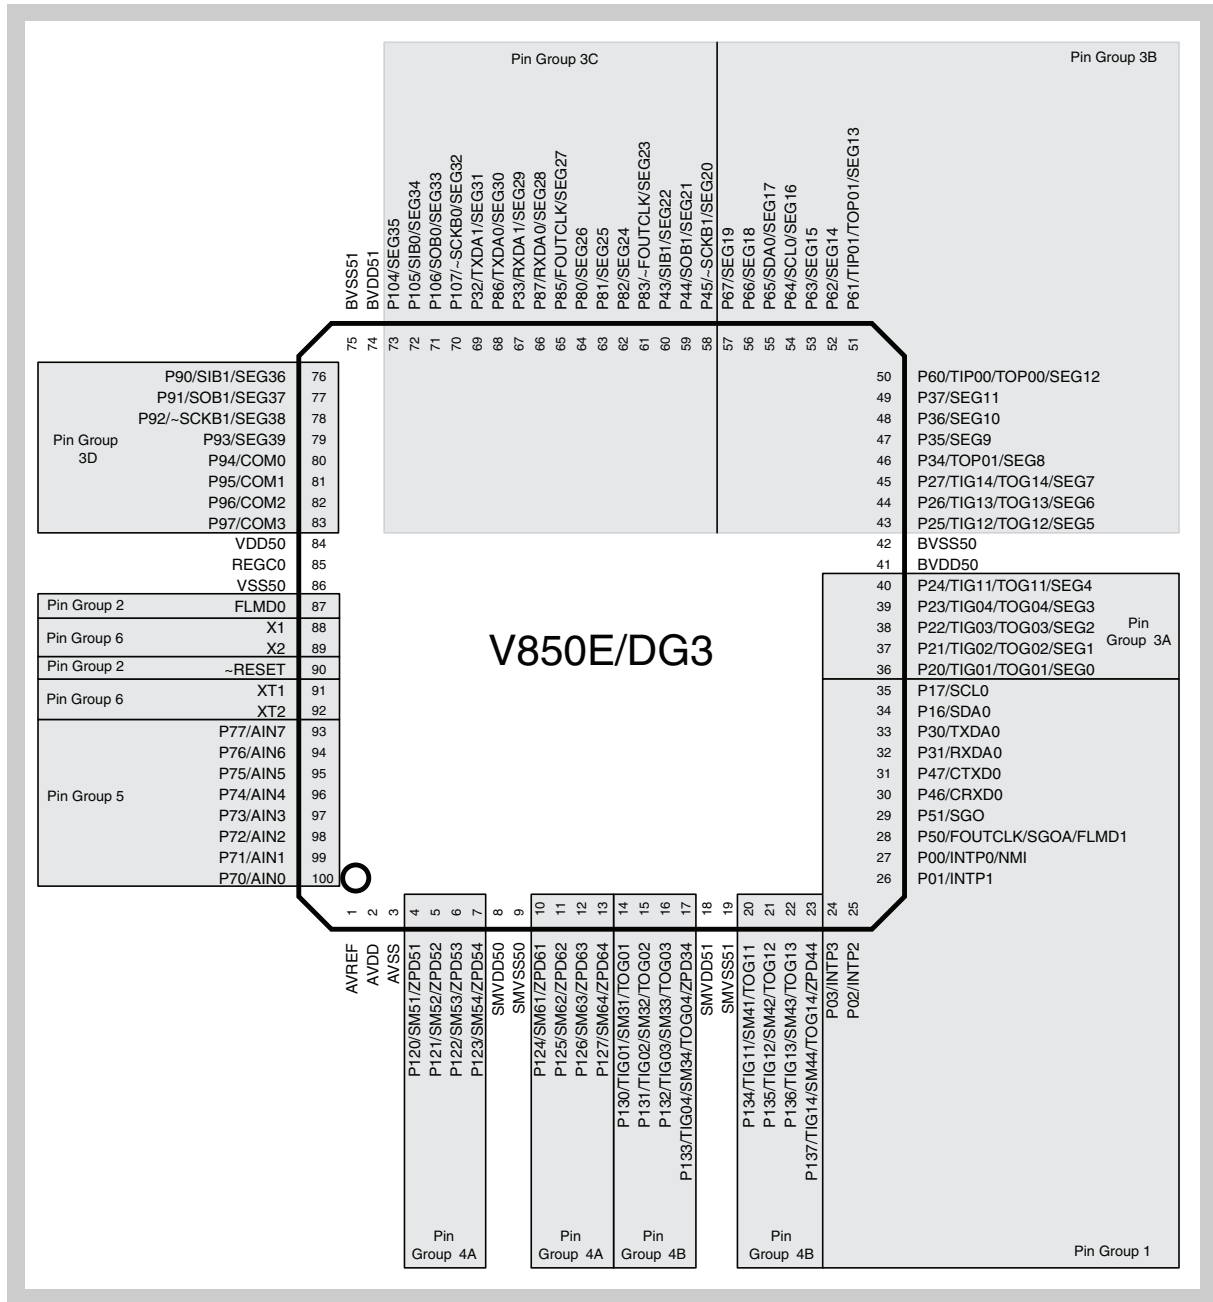 Pin Group 3C
Pin Group 3B
BVSS51
BVDD51
P104/SEG35
P105/SIB0/SEG34
P106/SOB0/SEG33
P107/~SCKB0/SEG32
P32/TXDA1/SEG31
P86/TXDA0/SEG30
P33/RXDA1/SEG29
P87/RXDA0/SEG28
P85/FOUTCLK/SEG27
P80/SEG26
P81/SEG25
P82/SEG24
P83/~FOUTCLK/SEG23
P43/SIB1/SEG22
P44/SOB1/SEG21
P45/~SCKB1/SEG20
P67/SEG19
P66/SEG18
P65/SDA0/SEG17
P64/SCL0/SEG16
P63/SEG15
P62/SEG14
P61/TIP01/TOP01/SEG13
75 74 73 72 71 70 69 68 67 66 65 64 63 62 61 60 59 58 57 56 55 54 53 52 51
Pin Group
3D
P90/SIB1/SEG36 76
P91/SOB1/SEG37 77
P92/~SCKB1/SEG38 78
P93/SEG39 79
P94/COM0 80
P95/COM1 81
P96/COM2 82
P97/COM3 83
VDD50 84
REGC0 85
VSS50 86
Pin Group 2
FLMD0 87
Pin Group 6
X1 88
X2 89
Pin Group 2
~RESET 90
Pin Group 6
XT1 91
XT2 92
Pin Group 5
P77/AIN7 93
P76/AIN6 94
P75/AIN5 95
P74/AIN4 96
P73/AIN3 97
P72/AIN2 98
P71/AIN1 99
P70/AIN0 100
V850E/DG3
50 P60/TIP00/TOP00/SEG12
49 P37/SEG11
48 P36/SEG10
47 P35/SEG9
46 P34/TOP01/SEG8
45 P27/TIG14/TOG14/SEG7
44 P26/TIG13/TOG13/SEG6
43 P25/TIG12/TOG12/SEG5
42 BVSS50
41 BVDD50
40 P24/TIG11/TOG11/SEG4
39 P23/TIG04/TOG04/SEG3
38 P22/TIG03/TOG03/SEG2
37 P21/TIG02/TOG02/SEG1
36 P20/TIG01/TOG01/SEG0
Pin
Group 3A
35 P17/SCL0
34 P16/SDA0
33 P30/TXDA0
32 P31/RXDA0
31 P47/CTXD0
30 P46/CRXD0
29 P51/SGO
28 P50/FOUTCLK/SGOA/FLMD1
27 P00/INTP0/NMI
26 P01/INTP1
1 2 3 4 5 6 7 8 9 10 11 12 13 14 15 16 17 18 19 20 21 22 23 24 25
AVREF
AVDD
AVSS
P120/SM51/ZPD51
P121/SM52/ZPD52
P122/SM53/ZPD53
P123/SM54/ZPD54
SMVDD50
SMVSS50
P124/SM61/ZPD61
P125/SM62/ZPD62
P126/SM63/ZPD63
P127/SM64/ZPD64
P130/TIG01/SM31/TOG01
P131/TIG02/SM32/TOG02
P132/TIG03/SM33/TOG03
P133/TIG04/SM34/TOG04/ZPD34
SMVDD51
SMVSS51
P134/TIG11/SM41/TOG11
P135/TIG12/SM42/TOG12
P136/TIG13/SM43/TOG13
P137/TIG14/SM44/TOG14/ZPD44
P03/INTP3
P02/INTP2
Pin
Group 4A
Pin
Group 4A
Pin
Group 4B
Pin
Group 4B
Pin Group 1